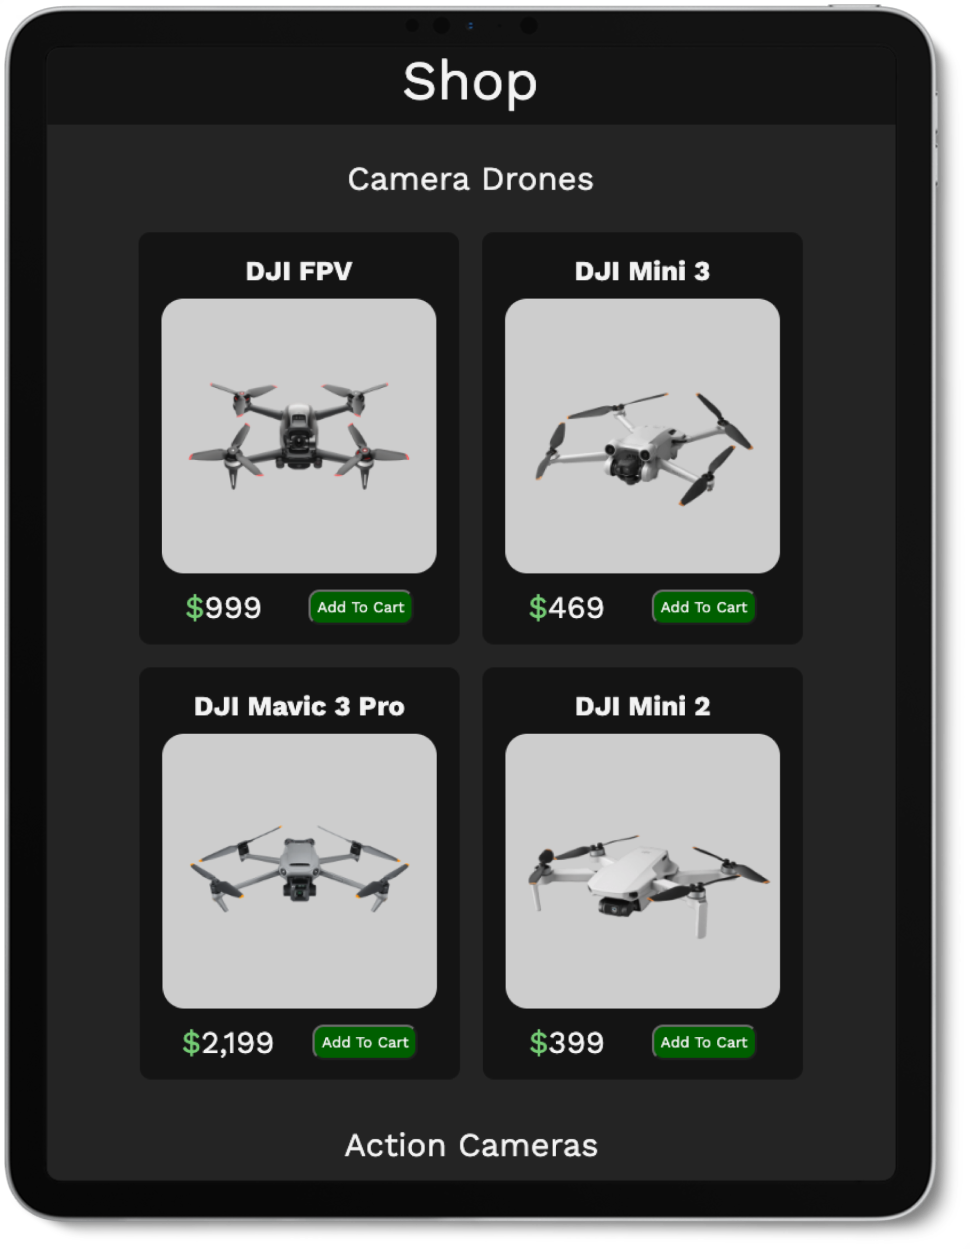 Shop
Camera Drones
DJI FPV
$999
Add To Cart
DJI Mini 3
$469
Add To Cart
DJI Mavic 3 Pro
$2,199
Add To Cart
DJI Mini 2
$399
Add To Cart
Action Cameras